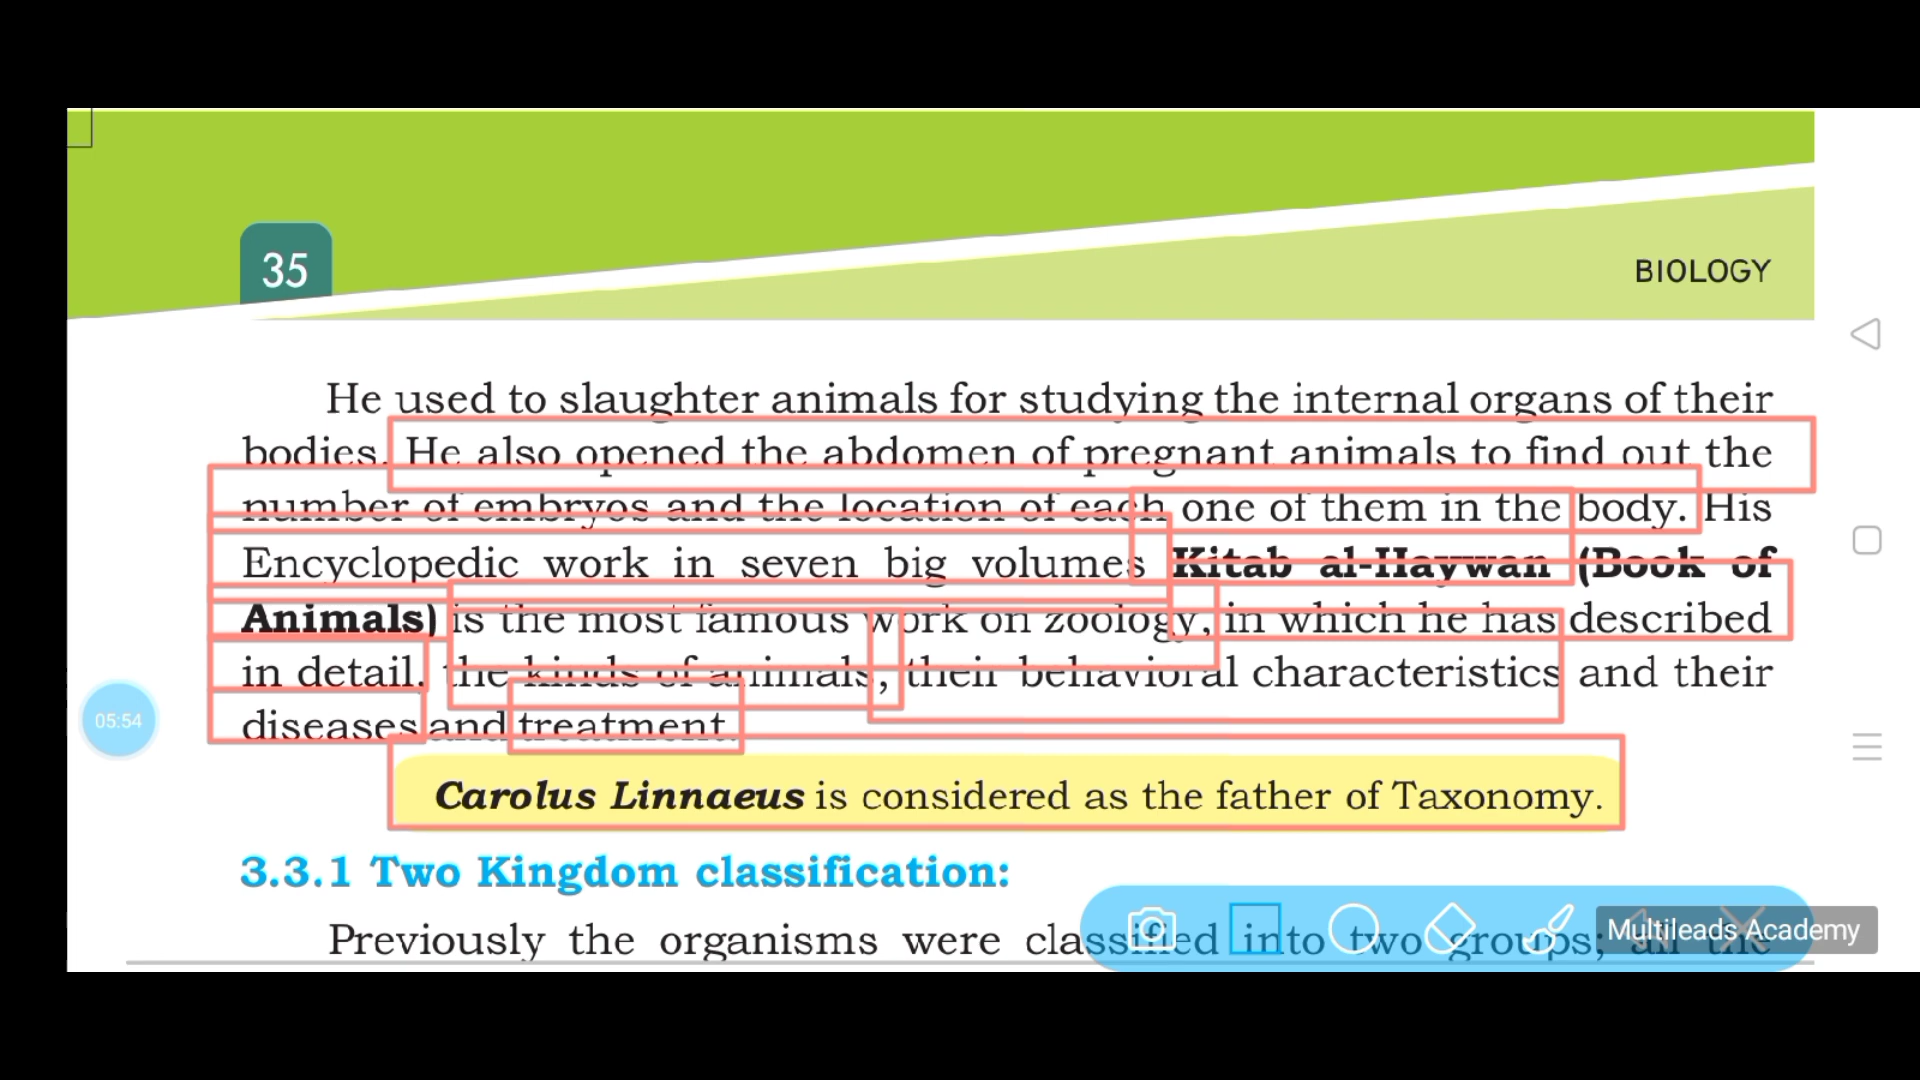 35
BIOLOGY
He used to slaughter animals for studying the internal organs of their
bodies. He also opened the abdomen of pregnant animals to find out the
number of embryos and the location of each one of them in the body. His
Encyclopedic work in seven big volumes Kitab al-Haywan (Book of
Animals) is the most famous work on zoology, in which he has described
in detail. the kinds of animals, their behavioral characteristics and their
diseases and treatment.
05:54
Carolus Linnaeus is considered as the father of Taxonomy.
3.3.1 Two Kingdom classification:
Previously the organisms were classified into two groups; all the
Multileads Academy